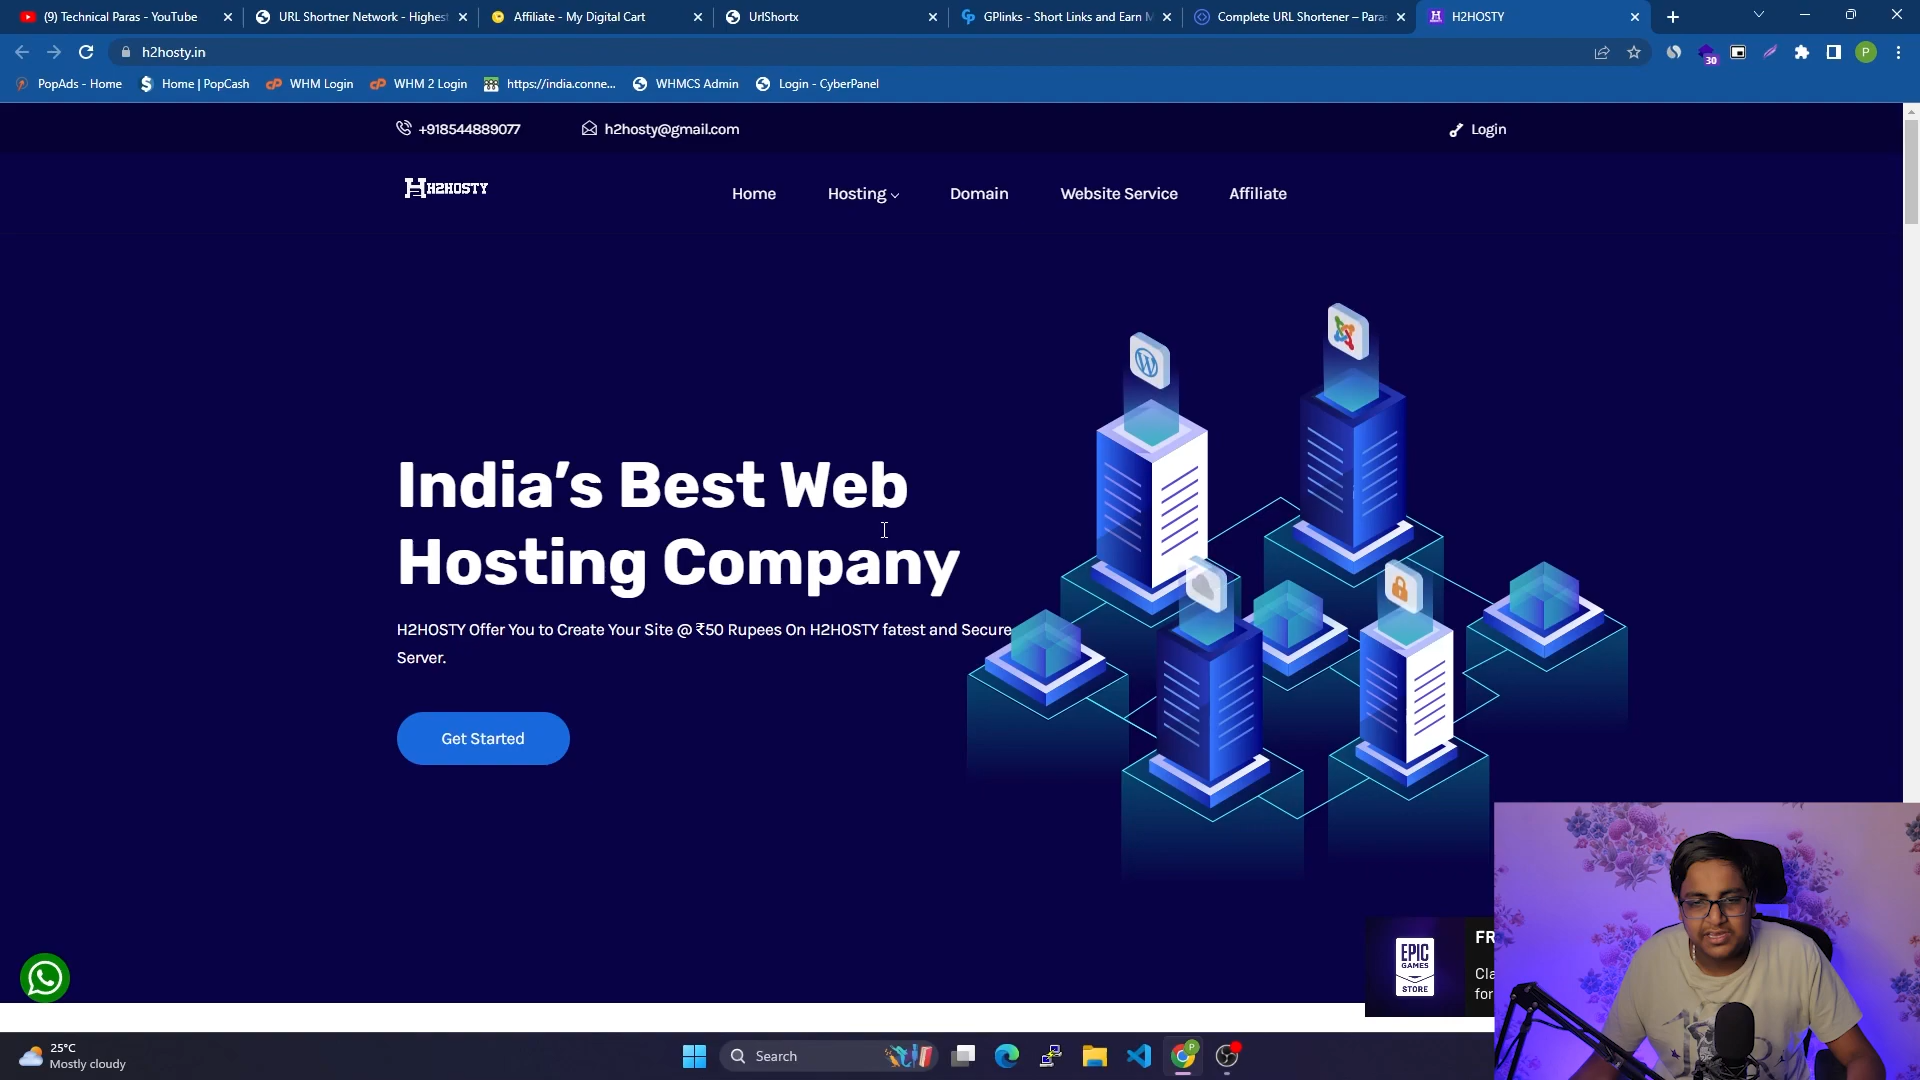 (9) Technical Paras - YouTube
URL Shortner Network - Highest
Affiliate - My Digital Cart
UrlShortx
GPlinks - Short Links and Earn M
Complete URL Shortener – Paras
H2HOSTY
h2hosty.in
30
P
PopAds - Home
Home | PopCash
WHM Login
WHM 2 Login
https://india.conne...
WHMCS Admin
Login - CyberPanel
+918544889077
h2hosty@gmail.com
Login
H2HOSTY
Home
Hosting
Domain
Website Service
Affiliate
India’s Best Web
Hosting Company
H2HOSTY Offer You to Create Your Site @ ₹50 Rupees On H2HOSTY fatest and Secure
Server.
Get Started
EPIC
GAMES
STORE
FR
Cla
for
25°C
Mostly cloudy
Search
P